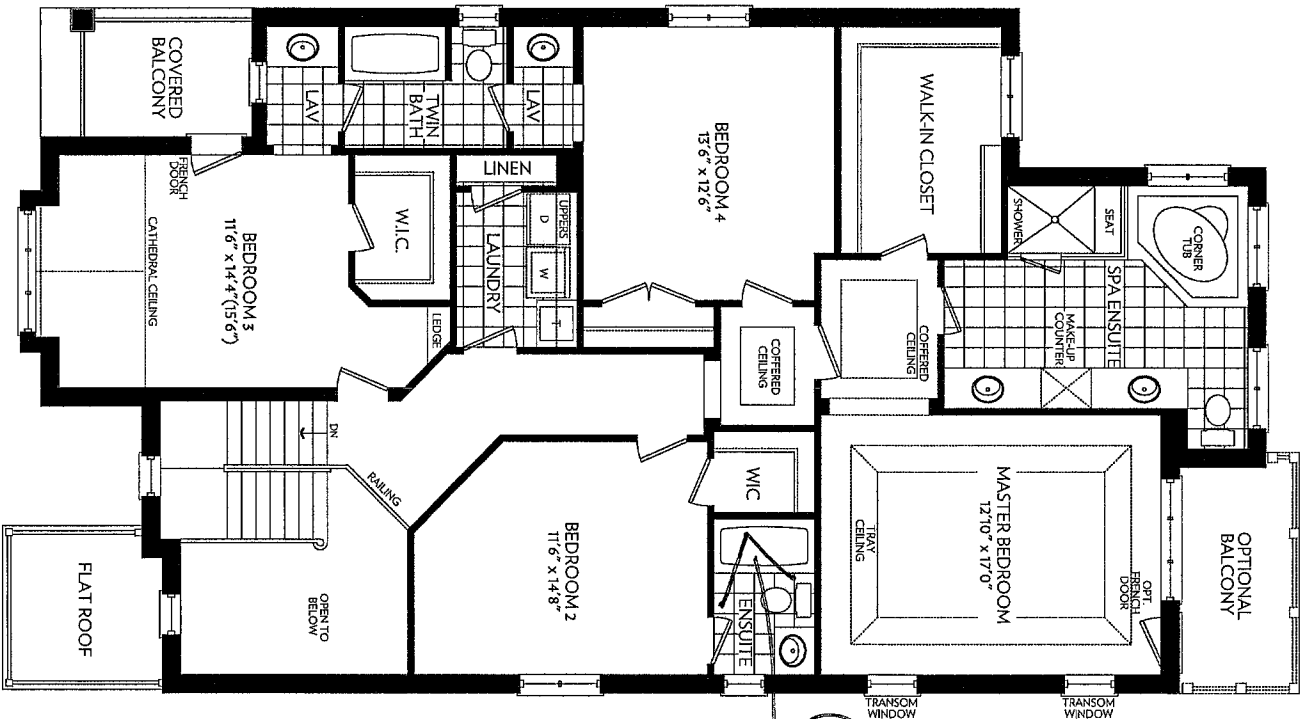 COVERED
BALCONY
LAV
TWIN
BATH
LAV
BEDROOM 4
13'6" x 12'6"
WALK-IN CLOSET
FRENCH
DOOR
CATHEDRAL CEILING
BEDROOM 3
11'6" x 14'4"(15'6")
W.I.C.
LINEN
LAUNDRY
UPPERS
D
W
T
LEDGE
SHOWER
SEAT
CORNER
TUB
SPA ENSUITE
MAKE-UP
COUNTER
COFFERED
CEILING
COFFERED
CEILING
DN
RAILING
OPEN TO
BELOW
FLAT ROOF
BEDROOM 2
11'6" x 14'8"
WIC
ENSUITE
MASTER BEDROOM
12'10" x 17'0"
TRAY
CEILING
OPT.
FRENCH
DOOR
OPTIONAL
BALCONY
TRANSOM
WINDOW
TRANSOM
WINDOW